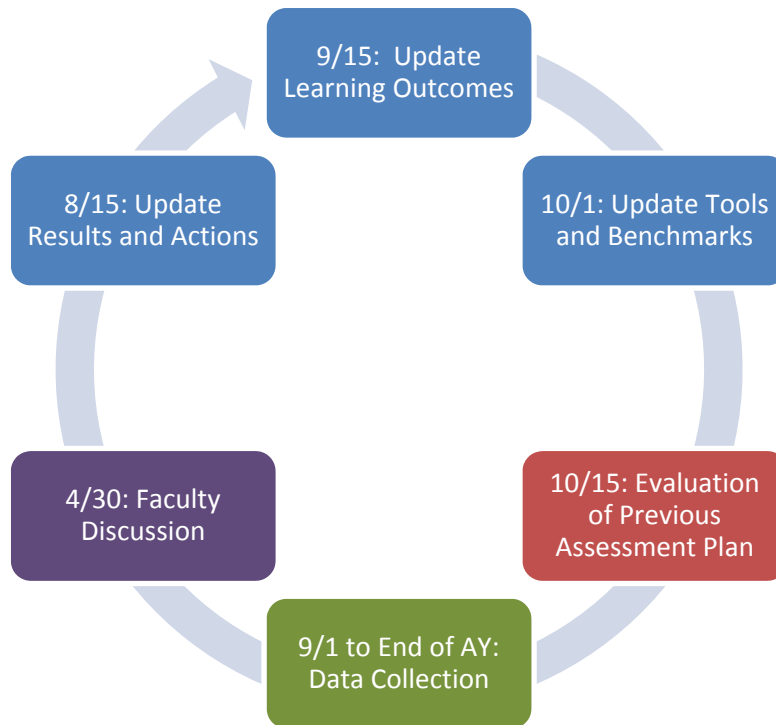 9/15:  Update
Learning Outcomes
10/1: Update Tools
and Benchmarks
10/15: Evaluation
of Previous
Assessment Plan
9/1 to End of AY:
Data Collection
4/30: Faculty
Discussion
8/15: Update
Results and Actions